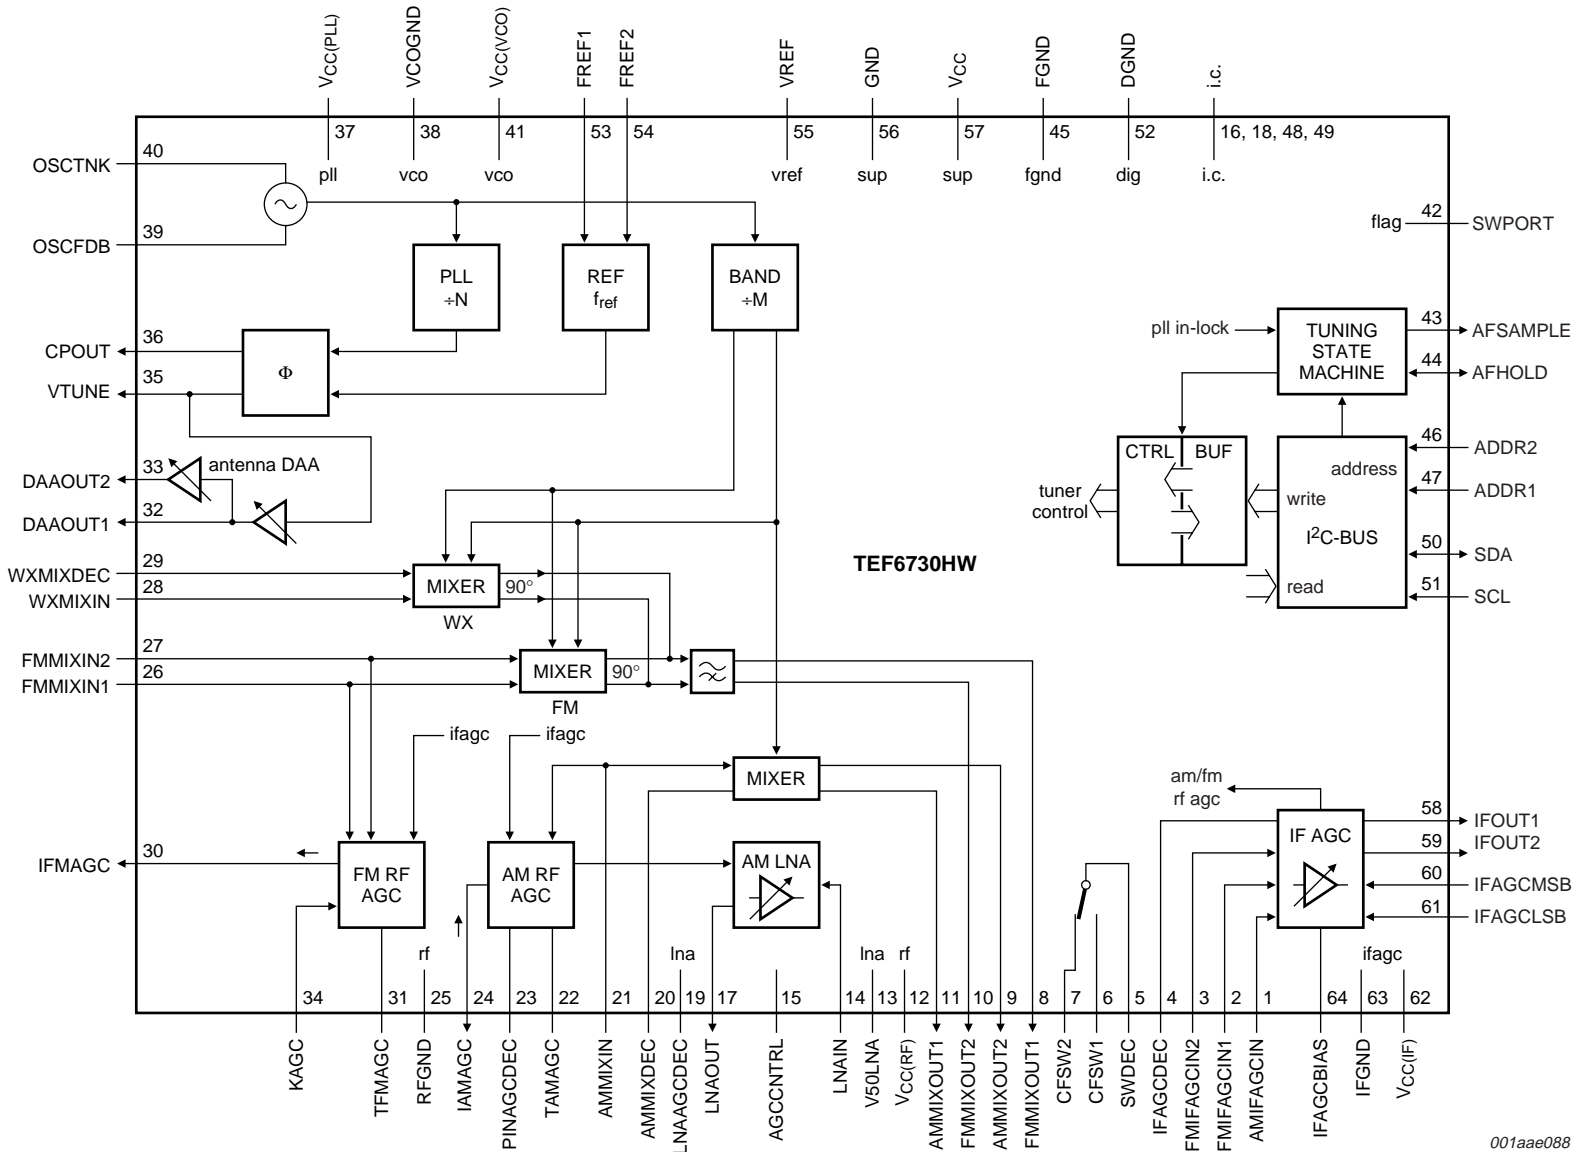 VCC(PLL)
VCOGND
VCC(VCO)
FREF1
FREF2
VREF
GND
VCC
FGND
DGND
i.c.
37
38
41
53
54
55
56
57
45
52
16, 18, 48, 49
pll
vco
vco
vref
sup
sup
fgnd
dig
i.c.
40
OSCTNK
39
OSCFDB
PLL
÷N
REF
fref
BAND
÷M
flag
42
SWPORT
36
CPOUT
35
VTUNE
Φ
pll in-lock
TUNING
STATE
MACHINE
43
AFSAMPLE
44
AFHOLD
33
DAAOUT2
antenna DAA
32
DAAOUT1
tuner
control
CTRL
BUF
address
write
I2C-BUS
read
46
ADDR2
47
ADDR1
50
SDA
51
SCL
TEF6730HW
29
WXMIXDEC
28
WXMIXIN
MIXER
90°
WX
27
FMMIXIN2
26
FMMIXIN1
MIXER
90°
FM
ifagc
ifagc
MIXER
am/fm
rf agc
30
IFMAGC
FM RF
AGC
AM RF
AGC
AM LNA
IF AGC
58
IFOUT1
59
IFOUT2
60
IFAGCMSB
61
IFAGCLSB
rf
lna
lna
rf
ifagc
34
31
25
24
23
22
21
20
19
17
15
14
13
12
11
10
9
8
7
6
5
4
3
2
1
64
63
62
KAGC
TFMAGC
RFGND
IAMAGC
PINAGCDEC
TAMAGC
AMMIXIN
AMMIXDEC
LNAAGCDEC
LNAOUT
AGCCNTRL
LNAIN
V50LNA
VCC(RF)
AMMIXOUT1
FMMIXOUT2
AMMIXOUT2
FMMIXOUT1
CFSW2
CFSW1
SWDEC
IFAGCDEC
FMIFAGCIN2
FMIFAGCIN1
AMIFAGCIN
IFAGCBIAS
IFGND
VCC(IF)
001aae088